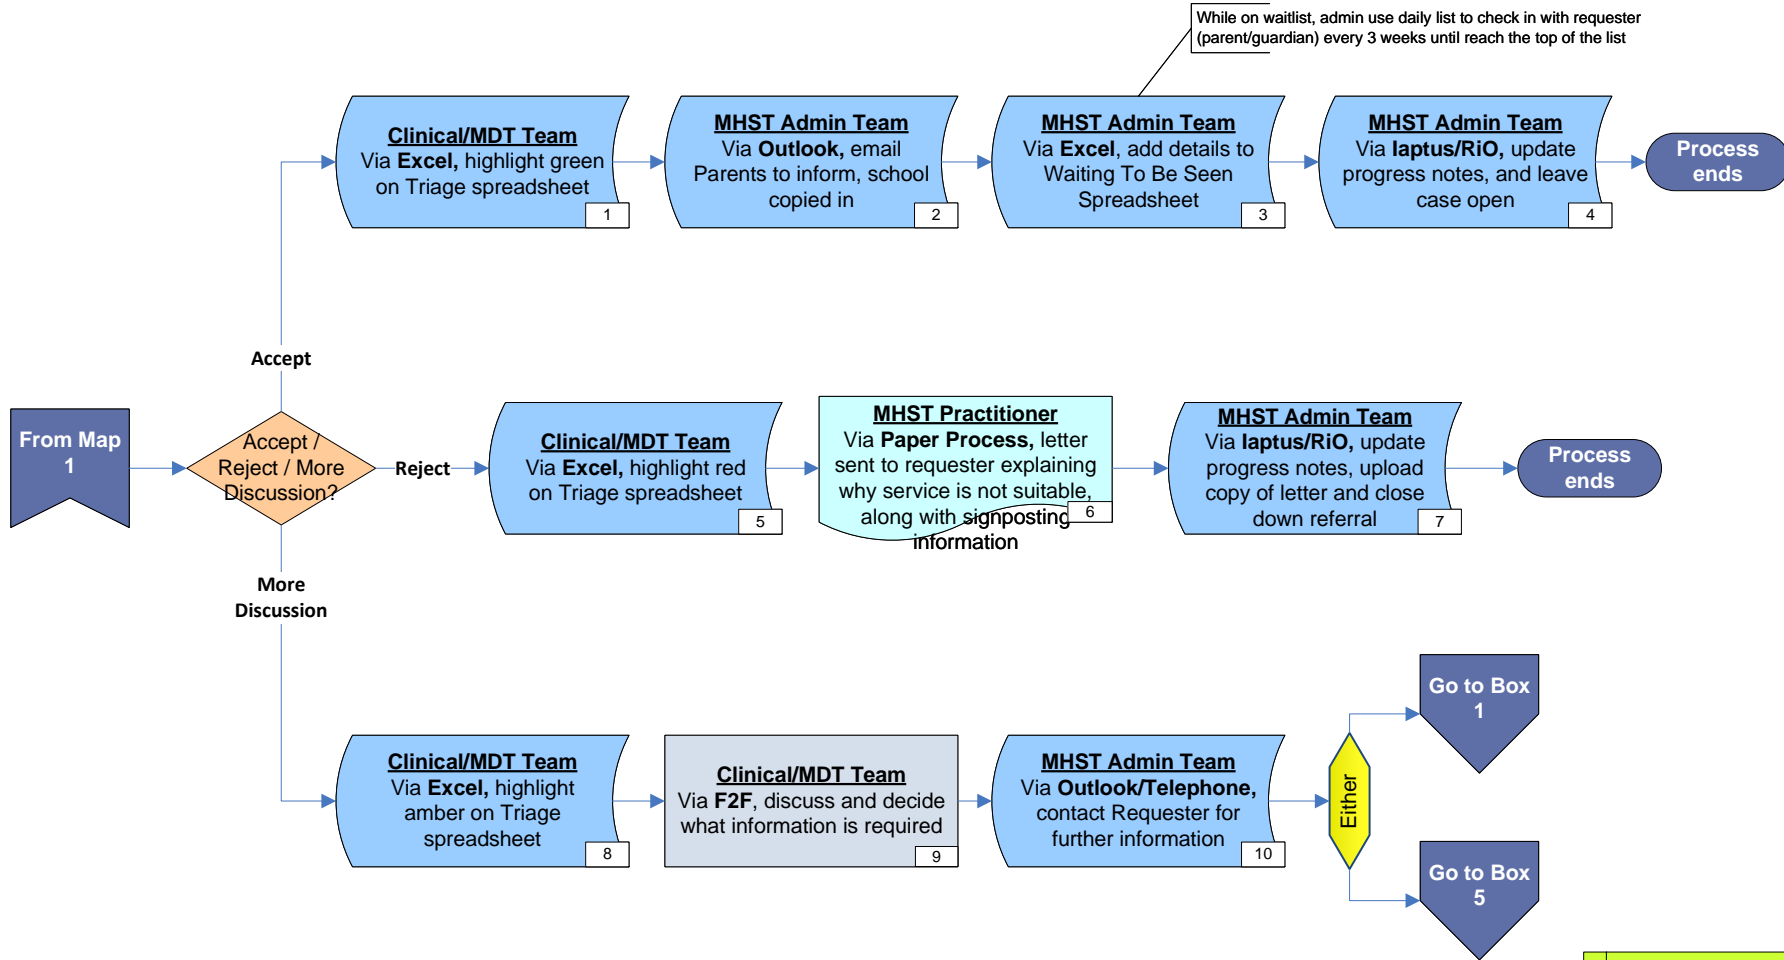 While on waitlist, admin use daily list to check in with requester
(parent/guardian) every 3 weeks until reach the top of the list
Clinical/MDT Team
Via Excel, highlight green
on Triage spreadsheet
1
MHST Admin Team
Via Outlook, email
Parents to inform, school
copied in
2
MHST Admin Team
Via Excel, add details to
Waiting To Be Seen
Spreadsheet
3
MHST Admin Team
Via Iaptus/RiO, update
progress notes, and leave
case open
4
Process
ends
Accept
From Map
1
Accept /
Reject / More
Discussion?
Reject
Clinical/MDT Team
Via Excel, highlight red
on Triage spreadsheet
5
MHST Practitioner
Via Paper Process, letter
sent to requester explaining
why service is not suitable,
along with signposting
information
6
MHST Admin Team
Via Iaptus/RiO, update
progress notes, upload
copy of letter and close
down referral
7
Process
ends
More
Discussion
Clinical/MDT Team
Via Excel, highlight
amber on Triage
spreadsheet
8
Clinical/MDT Team
Via F2F, discuss and decide
what information is required
9
MHST Admin Team
Via Outlook/Telephone,
contact Requester for
further information
10
Either
Go to Box
1
Go to Box
5